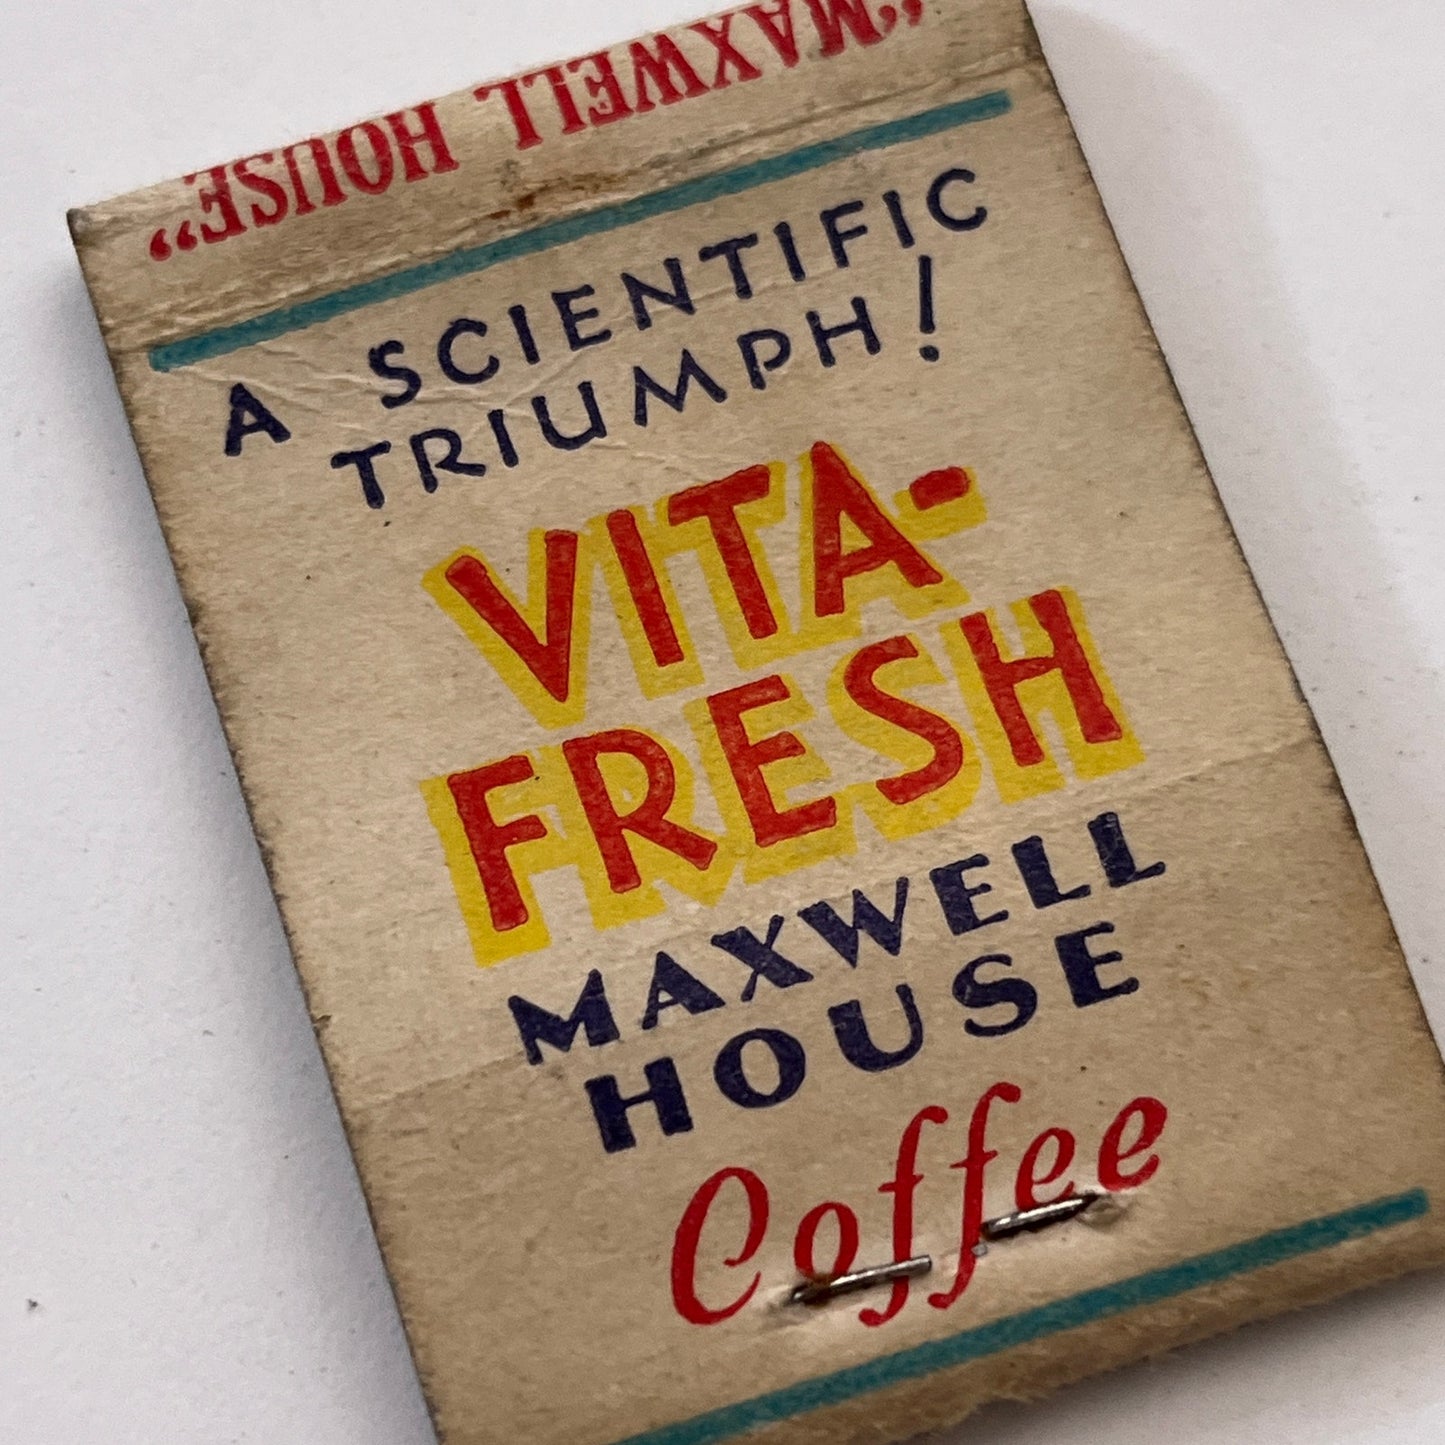 "MAXWELL HOUSE"
A SCIENTIFIC
TRIUMPH!
VITA-
FRESH
MAXWELL
HOUSE
Coffee